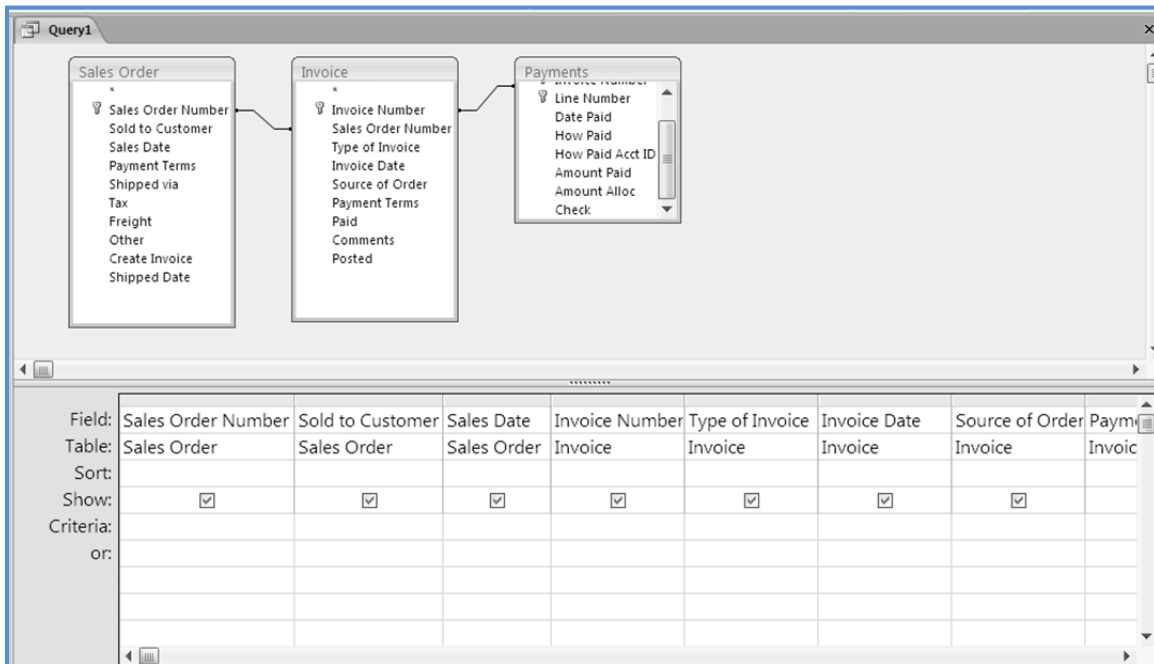 Query1
Sales Order
*
Sales Order Number
Sold to Customer
Sales Date
Payment Terms
Shipped via
Tax
Freight
Other
Create Invoice
Shipped Date
Invoice
*
Invoice Number
Sales Order Number
Type of Invoice
Invoice Date
Source of Order
Payment Terms
Paid
Comments
Posted
Payments
Invoice Number
Line Number
Date Paid
How Paid
How Paid Acct ID
Amount Paid
Amount Alloc
Check
Field: Sales Order Number Sold to Customer Sales Date Invoice Number Type of Invoice Invoice Date Source of Order Paym
Table: Sales Order Sales Order Sales Order Invoice Invoice Invoice Invoice Invoic
Sort:
Show:
Criteria:
or: